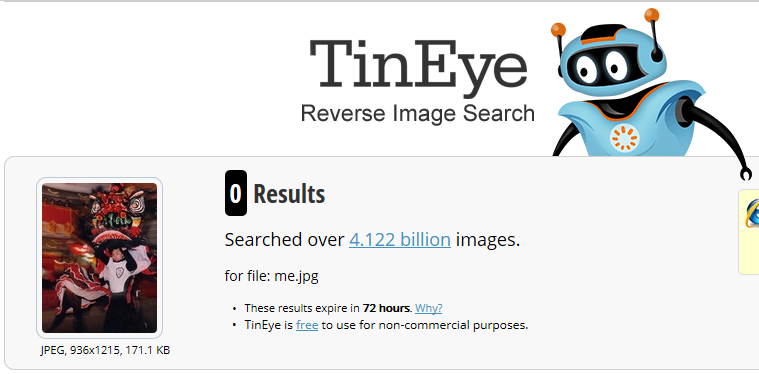 TinEye
Reverse Image Search
0 Results
Searched over 4.122 billion images.
for file: me.jpg
These results expire in 72 hours. Why?
TinEye is free to use for non-commercial purposes.
JPEG, 936x1215, 171.1 KB